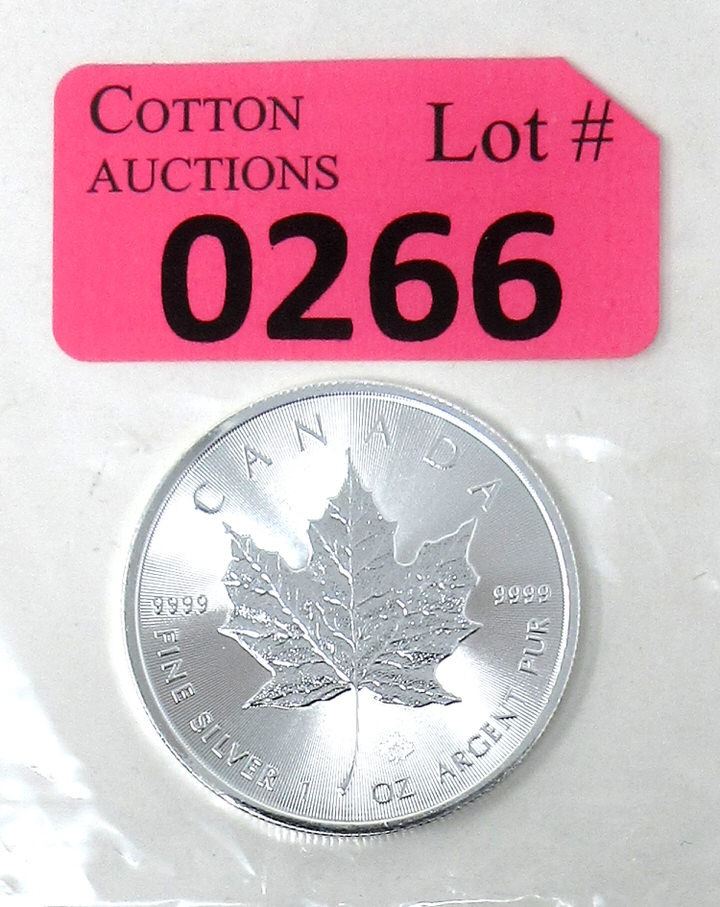 COTTON
AUCTIONS
Lot #
0266
CANADA
9999
9999
FINE SILVER 1 OZ ARGENT PUR